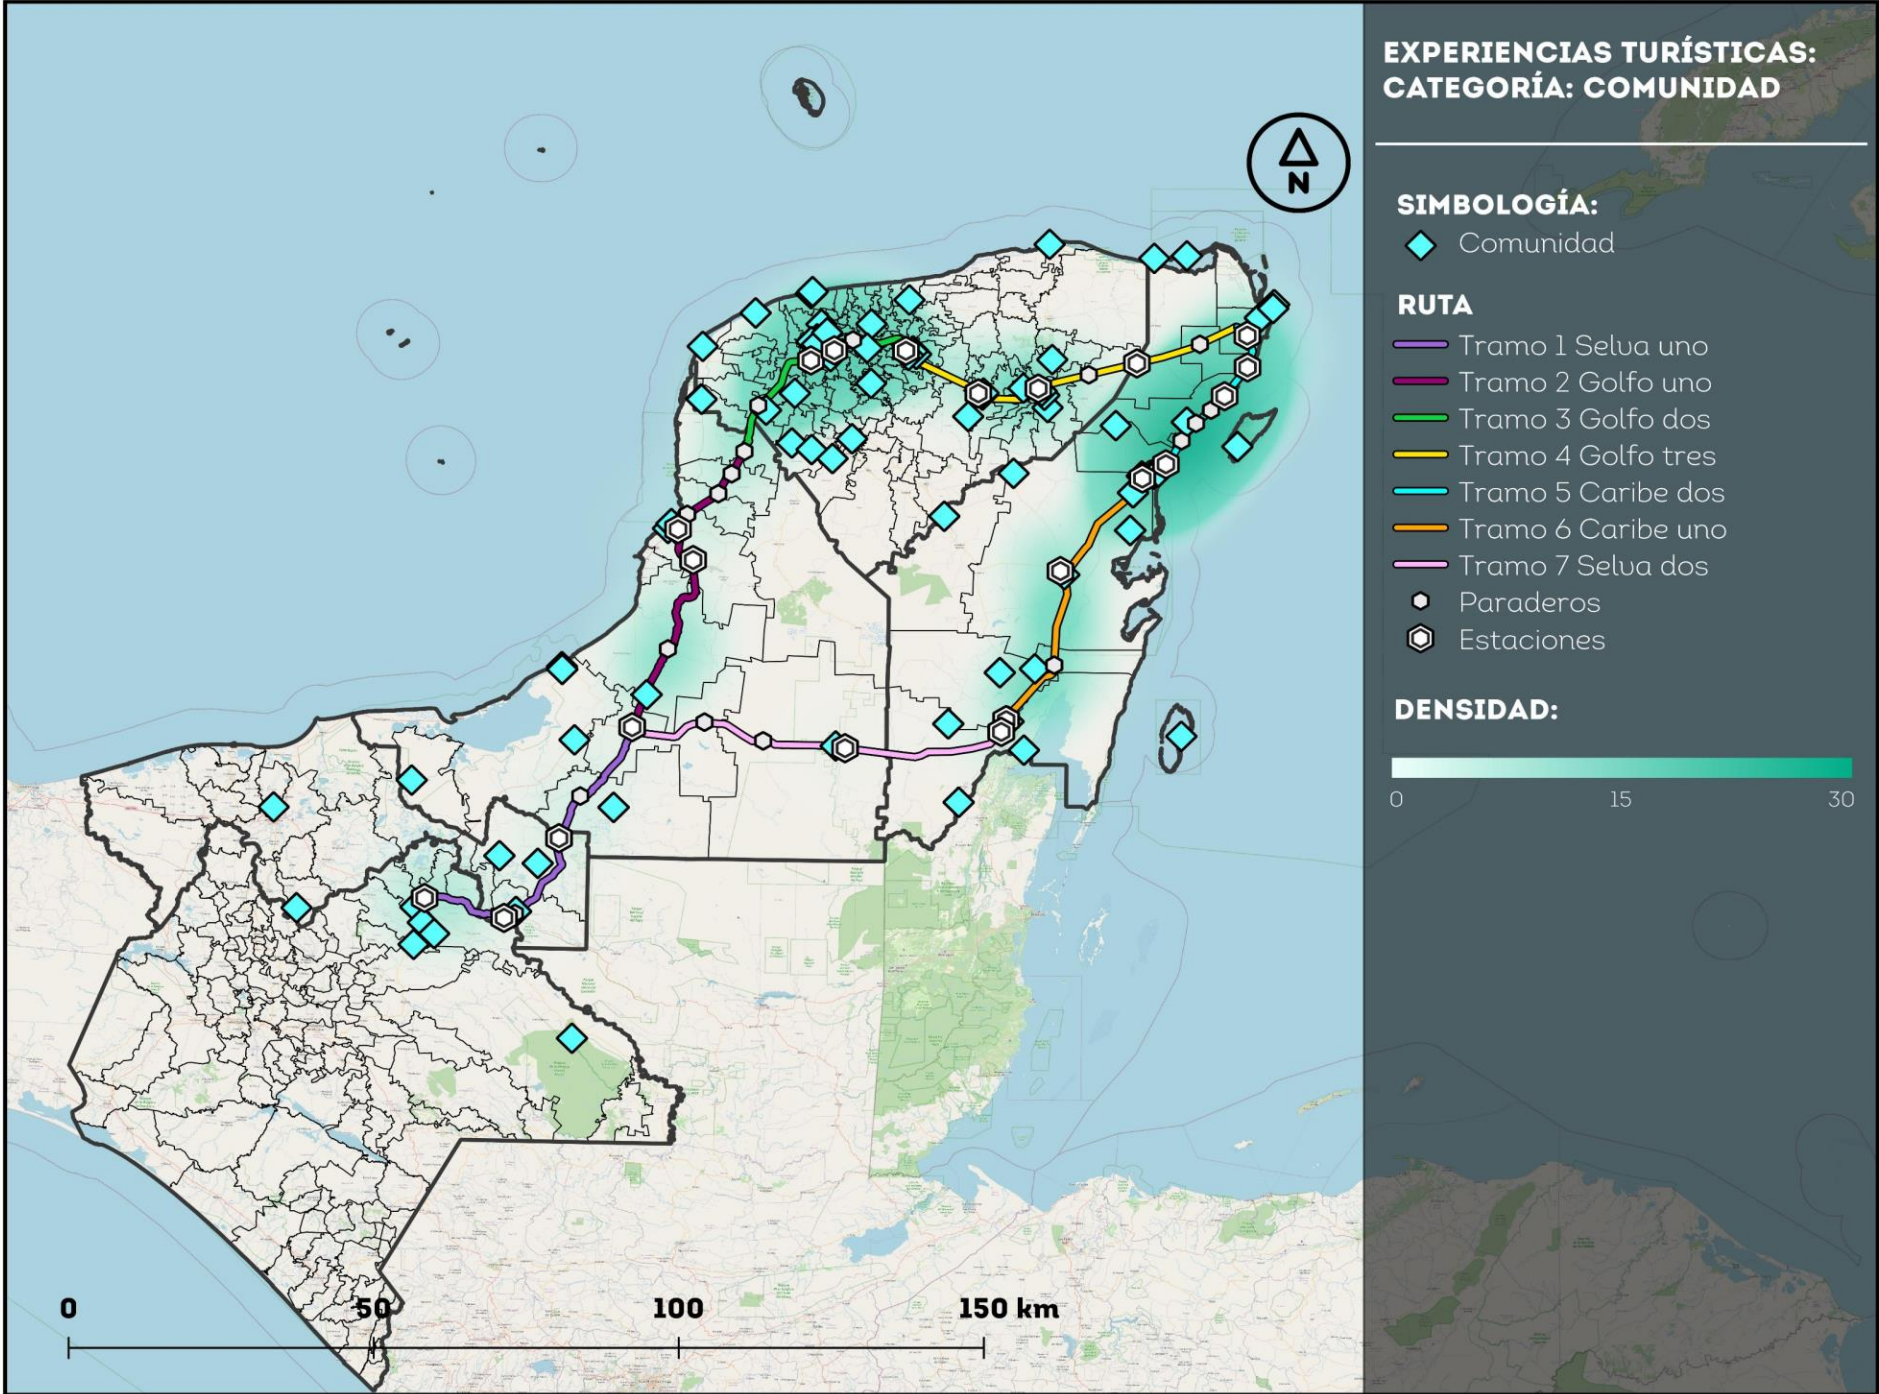 EXPERIENCIAS TURÍSTICAS:
CATEGORÍA: COMUNIDAD
N
SIMBOLOGÍA:
Comunidad
RUTA
Tramo 1 Selva uno
Tramo 2 Golfo uno
Tramo 3 Golfo dos
Tramo 4 Golfo tres
Tramo 5 Caribe dos
Tramo 6 Caribe uno
Tramo 7 Selva dos
Paraderos
Estaciones
DENSIDAD:
0 15 30
0 50 100 150 km